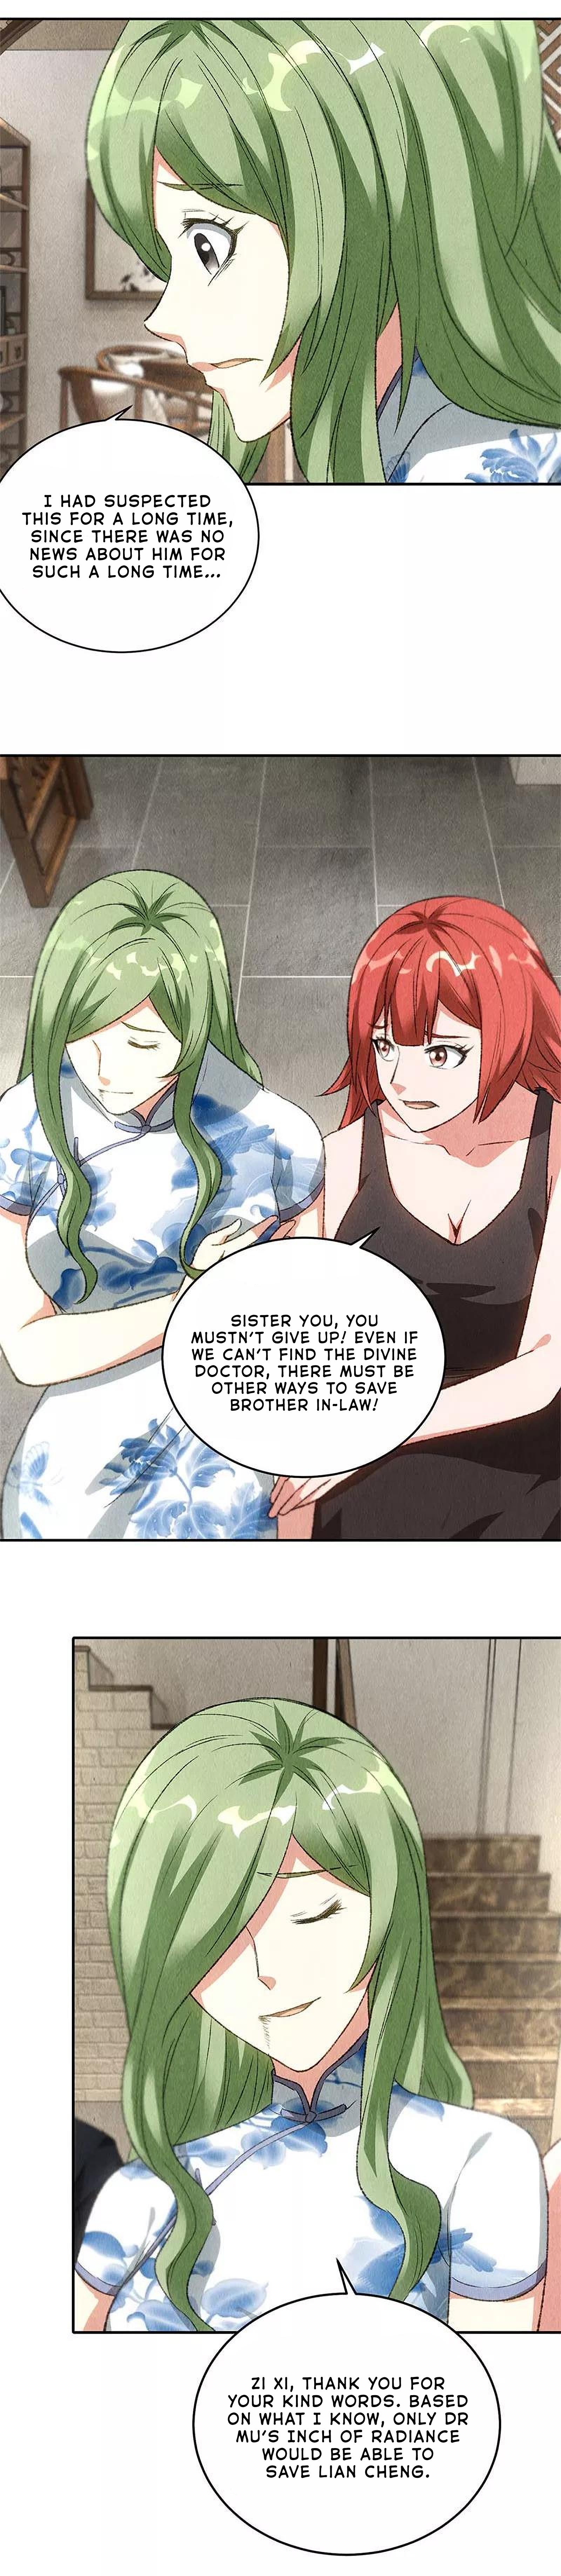 I HAD SUSPECTED
THIS FOR A LONG TIME,
SINCE THERE WAS NO
NEWS ABOUT HIM FOR
SUCH A LONG TIME...
SISTER YOU, YOU
MUSTN'T GIVE UP! EVEN IF
WE CAN'T FIND THE DIVINE
DOCTOR, THERE MUST BE
OTHER WAYS TO SAVE
BROTHER IN-LAW!
ZI XI, THANK YOU FOR
YOUR KIND WORDS. BASED
ON WHAT I KNOW, ONLY DR
MU'S INCH OF RADIANCE
WOULD BE ABLE TO
SAVE LIAN CHENG.